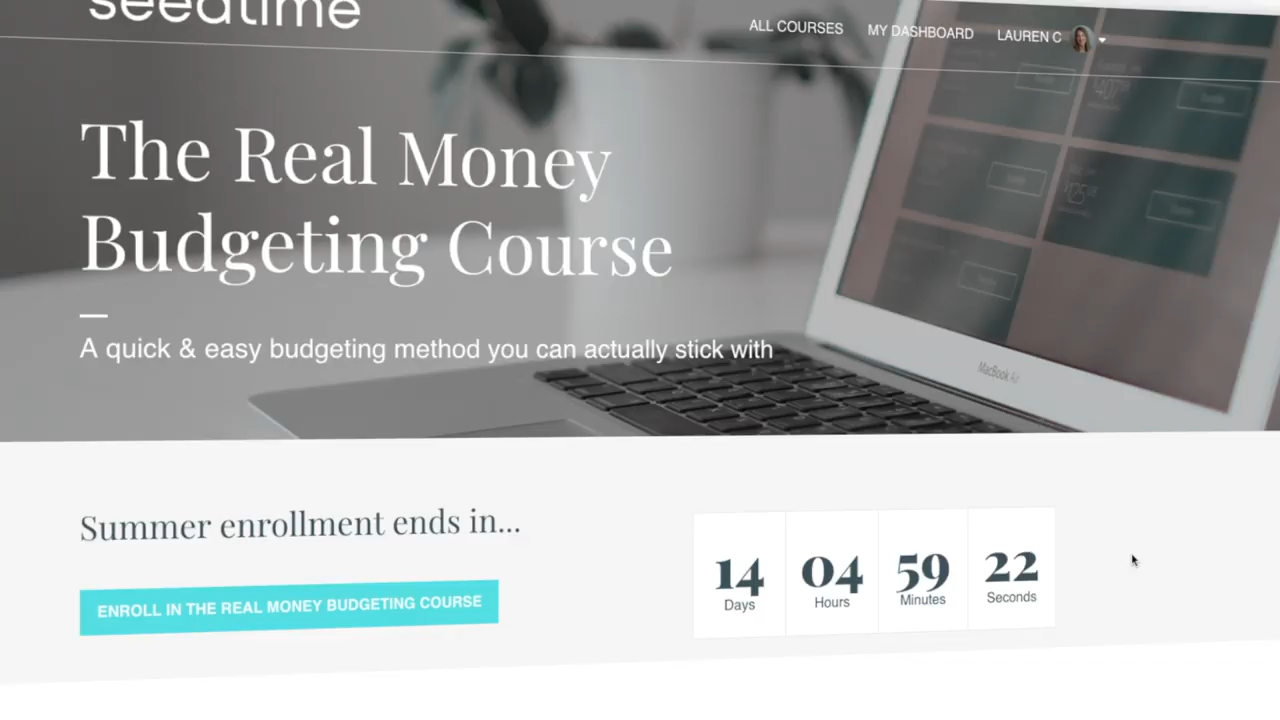 seedtime
ALL COURSES MY DASHBOARD LAUREN C
The Real Money
Budgeting Course
A quick & easy budgeting method you can actually stick with
MacBook Air
Summer enrollment ends in...
ENROLL IN THE REAL MONEY BUDGETING COURSE
14 04 59 22
Days Hours Minutes Seconds